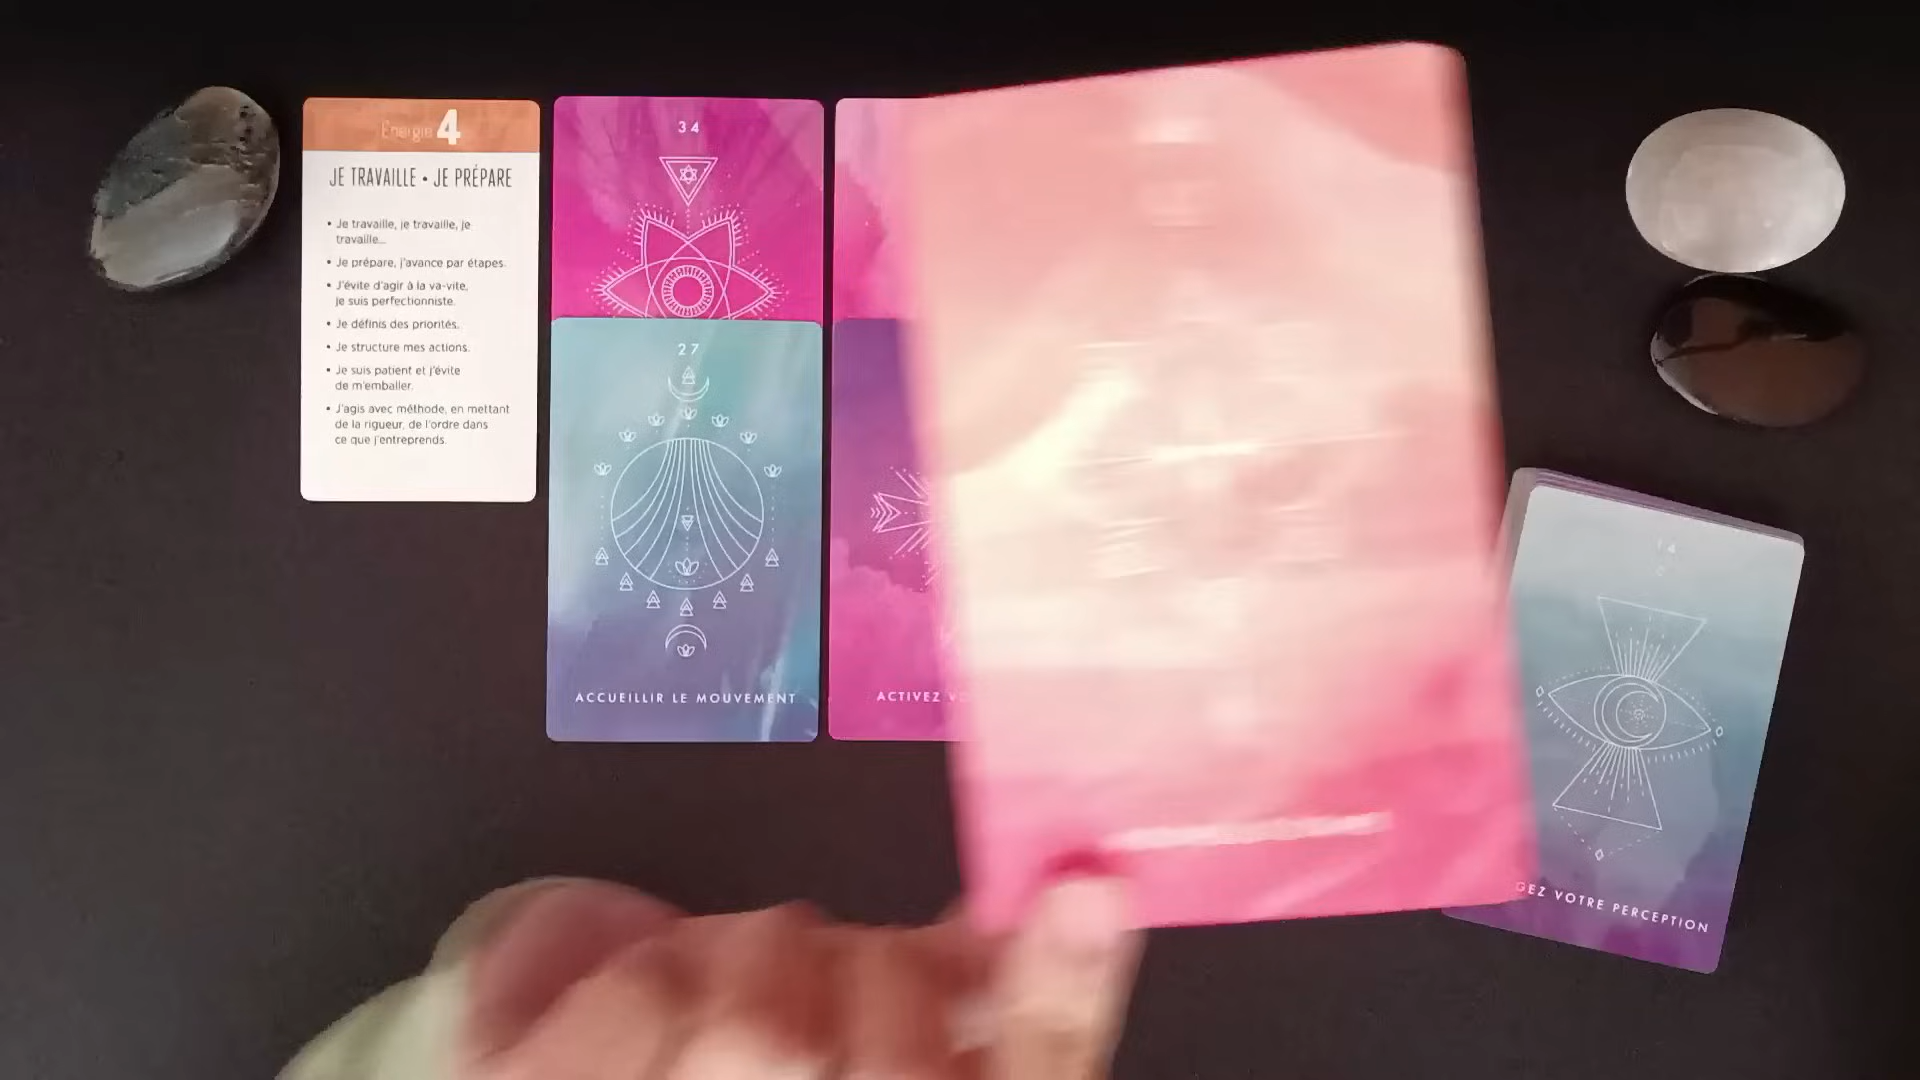 Énergie 4
JE TRAVAILLE • JE PRÉPARE
• Je travaille, je travaille, je
travaille...
• Je prépare, j'avance par étapes.
• J'évite d'agir à la va-vite,
je suis perfectionniste.
• Je définis des priorités.
• Je structure mes actions.
• Je suis patient et j'évite
de m'emballer.
• J'agis avec méthode, en mettant
de la rigueur, de l'ordre dans
ce que j'entreprends.
34
27
ACCUEILLIR LE MOUVEMENT
ACTIVEZ
14
GEZ VOTRE PERCEPTION